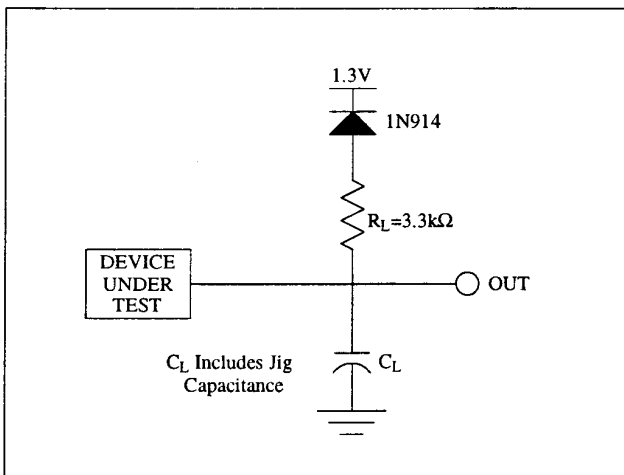 1.3V
1N914
R_L=3.3kΩ
DEVICE
UNDER
TEST
OUT
C_L Includes Jig
Capacitance
C_L